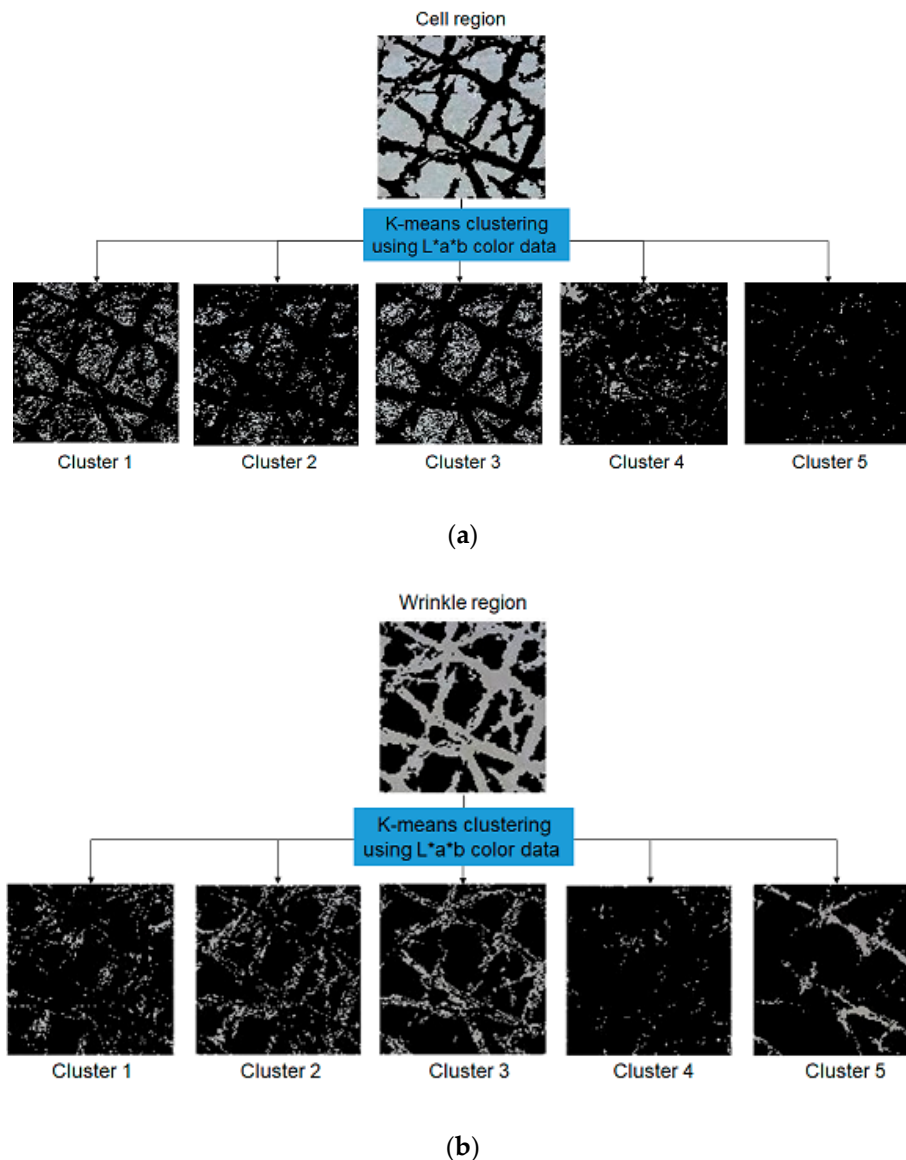 Cell region
K-means clustering
using L*a*b color data
Cluster 1
Cluster 2
Cluster 3
Cluster 4
Cluster 5
(a)
Wrinkle region
K-means clustering
using L*a*b color data
Cluster 1
Cluster 2
Cluster 3
Cluster 4
Cluster 5
(b)